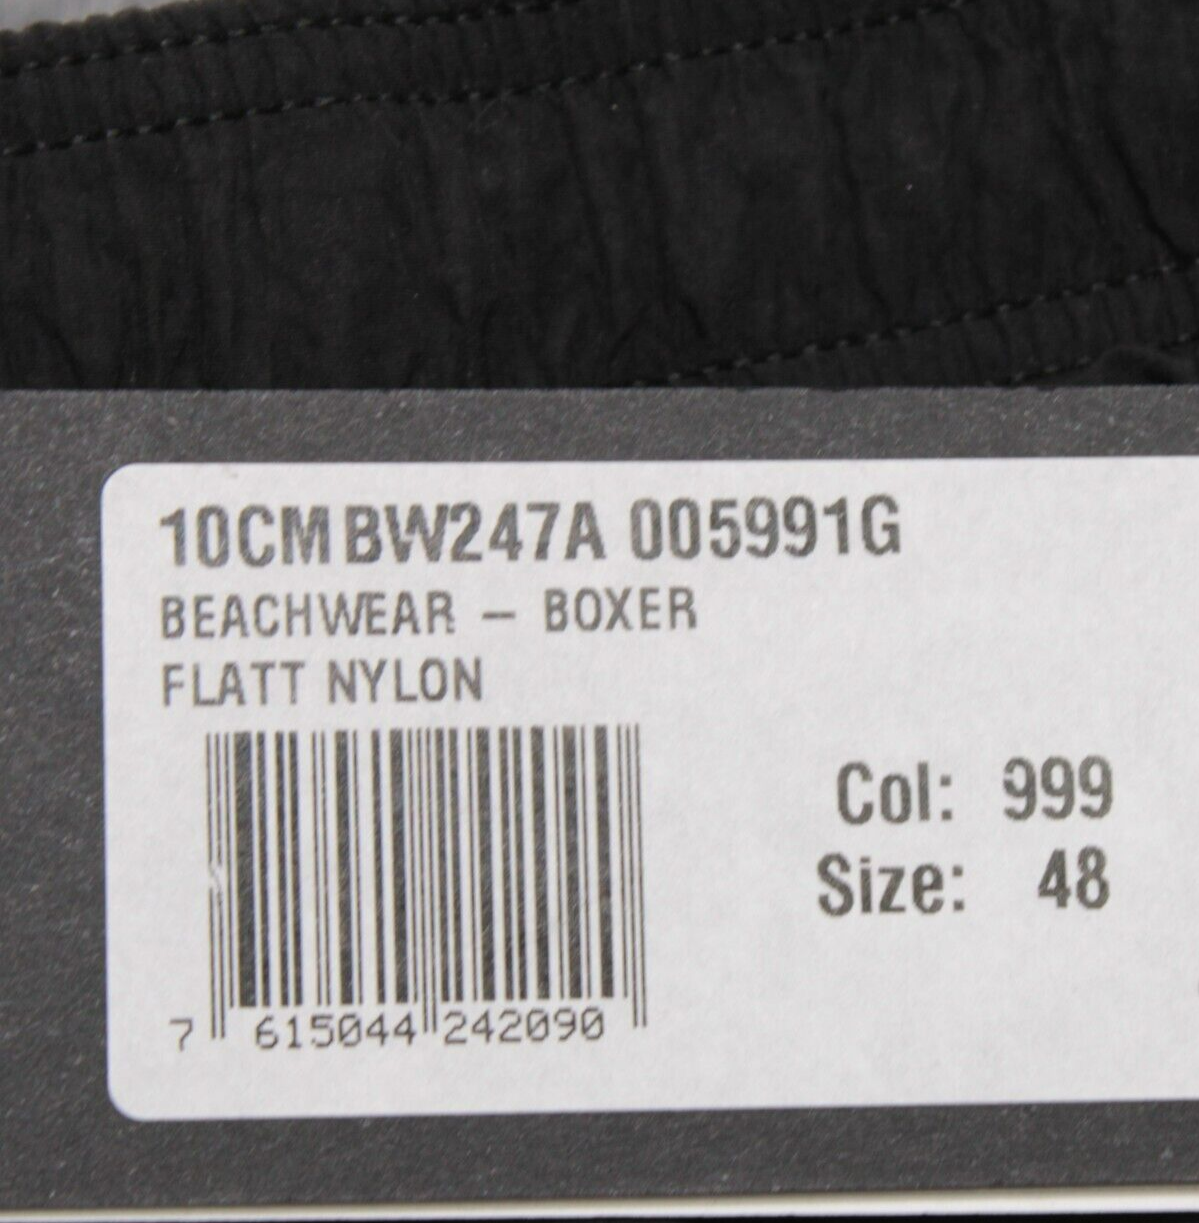 10CMBW247A 005991G
BEACHWEAR – BOXER
FLATT NYLON
Col: 999
Size: 48
7 615044 242090